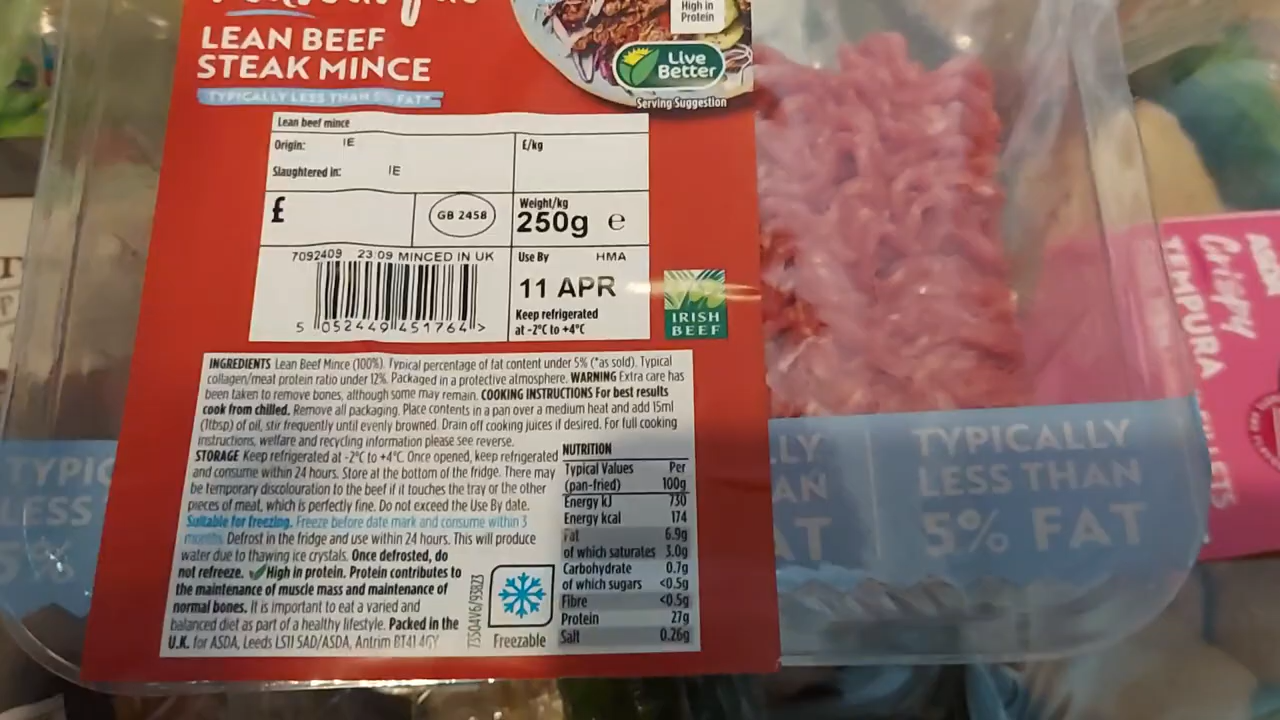 High in
Protein
LEAN BEEF
STEAK MINCE
Live
Better
TYPICALLY LESS THAN 5% FAT*
Serving Suggestion
Lean beef mince
Origin: IE
£/kg
Slaughtered in: IE
£
GB 2458
Weight/kg
250g e
7092409 23:09 MINCED IN UK
Use By HMA
11 APR
Keep refrigerated
at -2°C to +4°C
5 052449 451764 >
IRISH
BEEF
INGREDIENTS Lean Beef Mince (100%). Typical percentage of fat content under 5% (*as sold). Typical
collagen/meat protein ratio under 12%. Packaged in a protective atmosphere. WARNING Extra care has
been taken to remove bones, although some may remain. COOKING INSTRUCTIONS For best results
cook from chilled. Remove all packaging. Place contents in a pan over a medium heat and add 15ml
(1tbsp) of oil, stir frequently until evenly browned. Drain off cooking juices if desired. For full cooking
instructions, welfare and recycling information please see reverse.
STORAGE Keep refrigerated at -2°C to +4°C. Once opened, keep refrigerated
and consume within 24 hours. Store at the bottom of the fridge. There may
be temporary discolouration to the beef if it touches the tray or the other
pieces of meat, which is perfectly fine. Do not exceed the Use By date.
Suitable for freezing. Freeze before date mark and consume within 3
months. Defrost in the fridge and use within 24 hours. This will produce
water due to thawing ice crystals. Once defrosted, do
not refreeze. High in protein. Protein contributes to
the maintenance of muscle mass and maintenance of
normal bones. It is important to eat a varied and
balanced diet as part of a healthy lifestyle. Packed in the
U.K. for ASDA, Leeds LS11 5AD/ASDA, Antrim BT41 4GY
NUTRITION
Typical Values Per
(pan-fried) 100g
Energy kJ 730
Energy kcal 174
Fat 6.9g
of which saturates 3.0g
Carbohydrate 0.7g
of which sugars <0.5g
Fibre <0.5g
Protein 27g
Salt 0.26g
Freezable
TYPICALLY
LESS THAN
5% FAT
LY
AN
AT
TYPIC
LESS
5%
ASDA
Crispy
TEMPURA